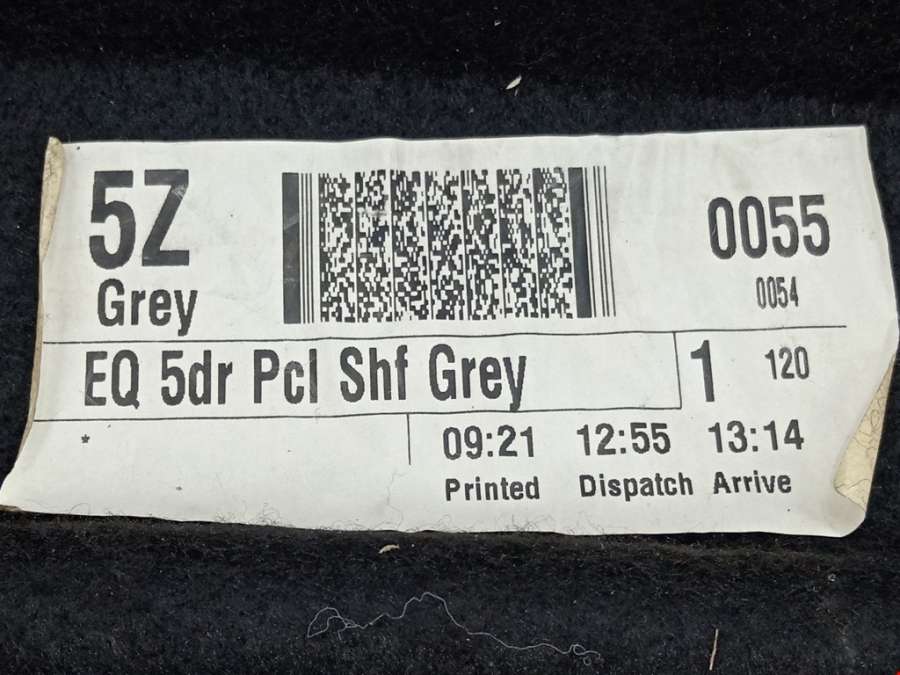 5Z
Grey
0055
0054
EQ 5dr Pcl Shf Grey
1
120
*
09:21 12:55 13:14
Printed Dispatch Arrive